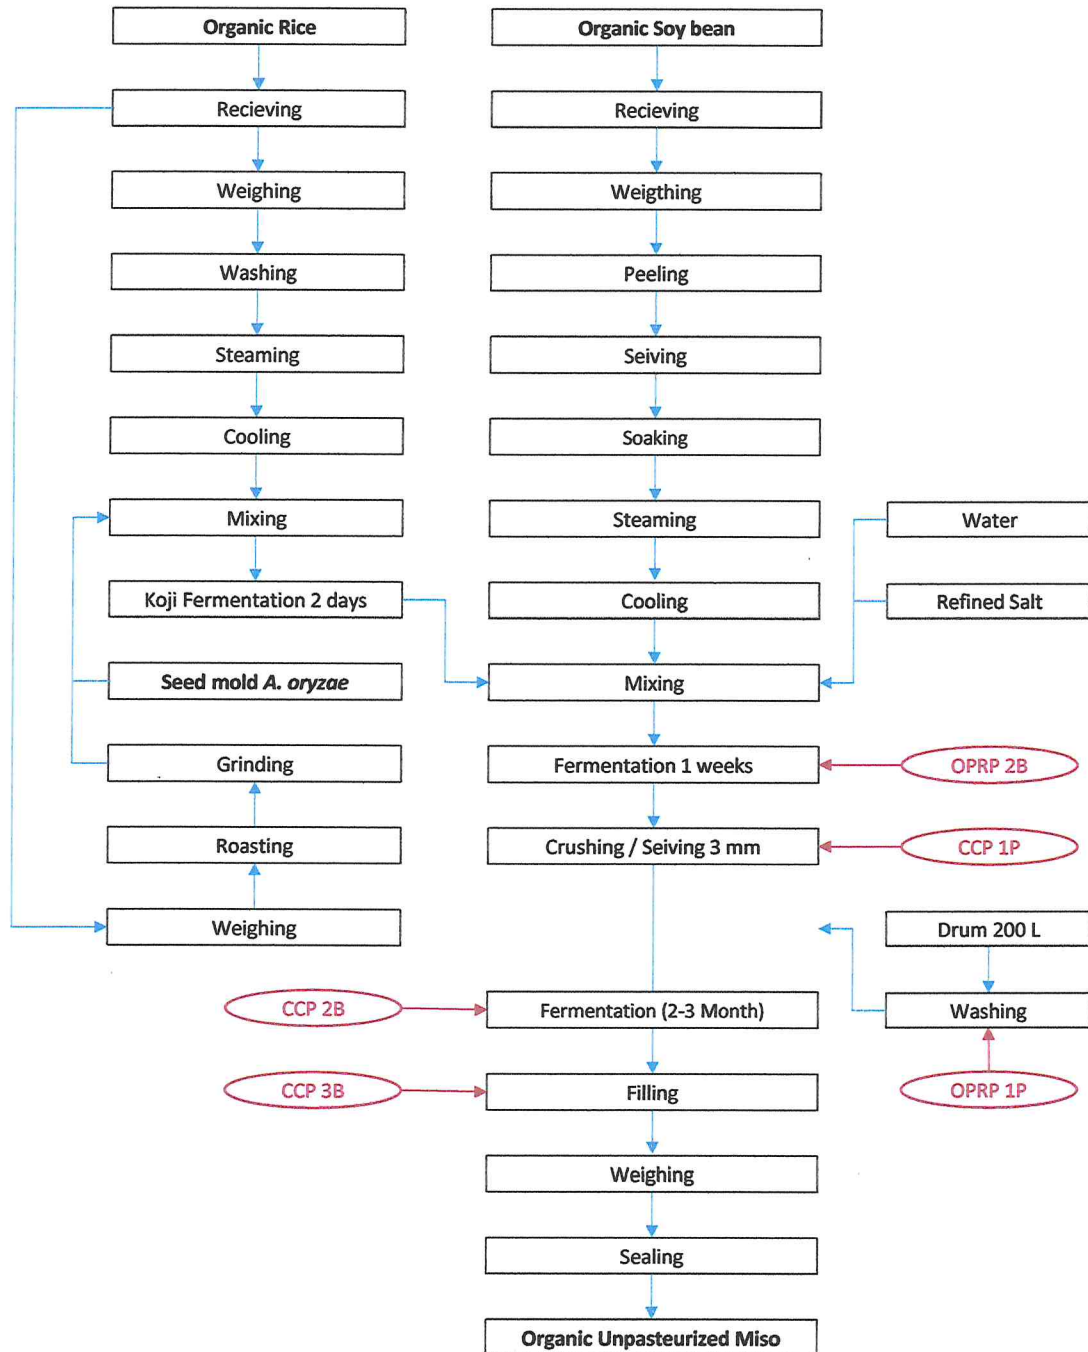 Organic Rice
Organic Soy bean
Recieving
Recieving
Weighing
Weigthing
Washing
Peeling
Steaming
Seiving
Cooling
Soaking
Mixing
Steaming
Water
Koji Fermentation 2 days
Cooling
Refined Salt
Seed mold A. oryzae
Mixing
Grinding
Fermentation 1 weeks
OPRP 2B
Roasting
Crushing / Seiving 3 mm
CCP 1P
Weighing
Drum 200 L
CCP 2B
Fermentation (2-3 Month)
Washing
CCP 3B
Filling
OPRP 1P
Weighing
Sealing
Organic Unpasteurized Miso